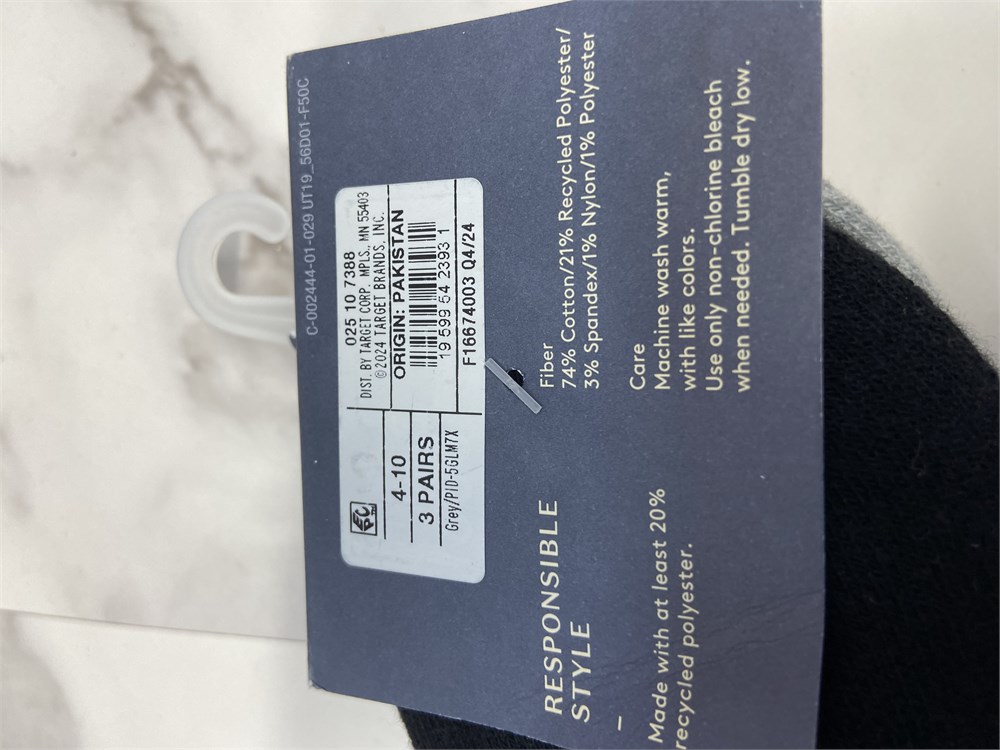 C-002444-01-029 UT19_56D01-F50C
EPC
4-10
3 PAIRS
Grey/PID-5GLM7X
025 10 7388
DIST. BY TARGET CORP. MPLS., MN 55403
©2024 TARGET BRANDS, INC.
ORIGIN: PAKISTAN
19 599 54 2393 1
F16674003 Q4/24
RESPONSIBLE
STYLE
–
Made with at least 20%
recycled polyester.
Fiber
74% Cotton/21% Recycled Polyester/
3% Spandex/1% Nylon/1% Polyester
Care
Machine wash warm,
with like colors.
Use only non-chlorine bleach
when needed. Tumble dry low.